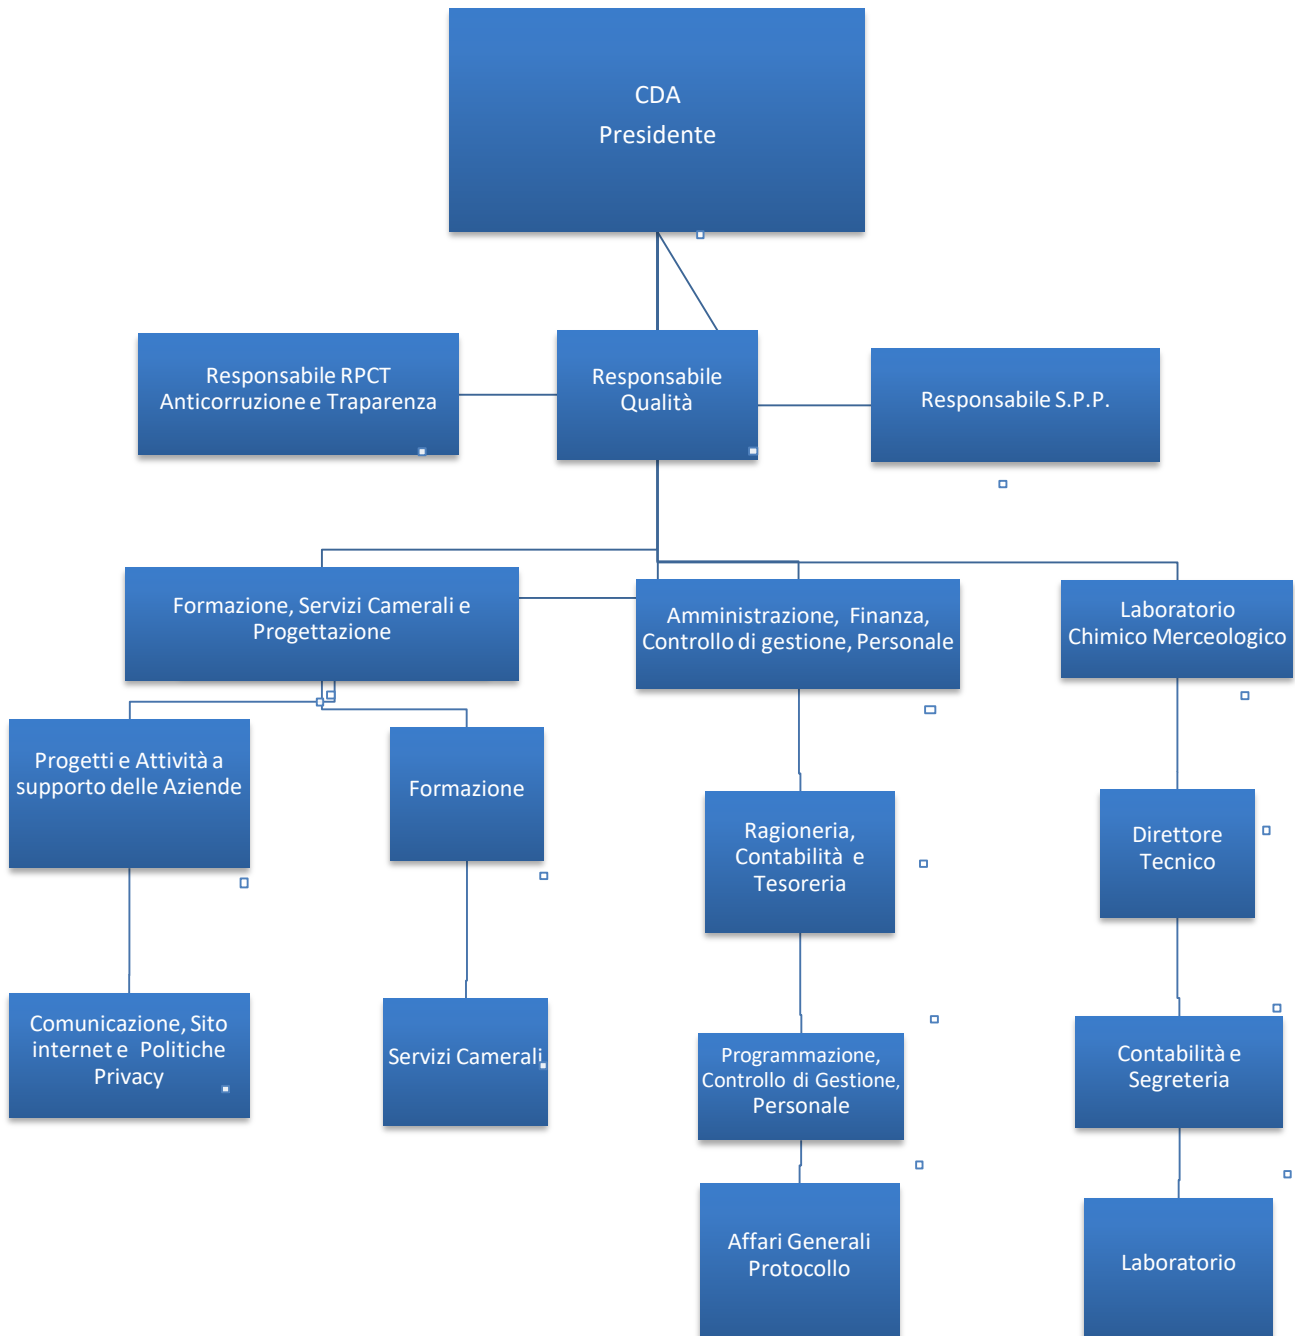 CDA
Presidente
Responsabile RPCT
Anticorruzione e Traparenza
Responsabile
Qualità
Responsabile S.P.P.
Formazione, Servizi Camerali e
Progettazione
Amministrazione, Finanza,
Controllo di gestione, Personale
Laboratorio
Chimico Merceologico
Progetti e Attività a
supporto delle Aziende
Formazione
Ragioneria,
Contabilità e
Tesoreria
Direttore
Tecnico
Comunicazione, Sito
internet e Politiche
Privacy
Servizi Camerali
Programmazione,
Controllo di Gestione,
Personale
Contabilità e
Segreteria
Affari Generali
Protocollo
Laboratorio